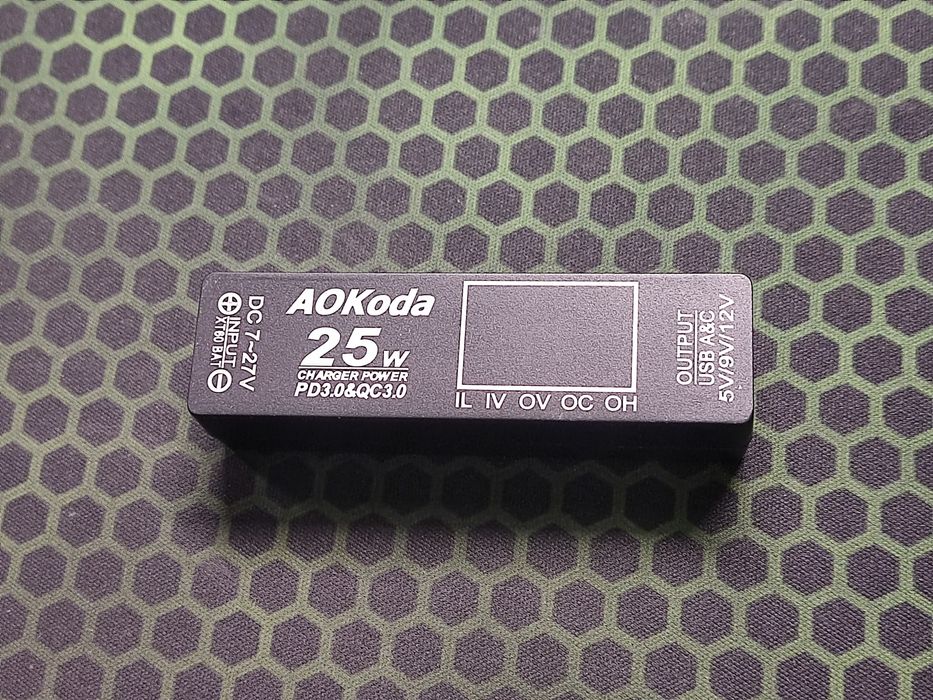 DC 7~27V
INPUT
XT60 BAT
AOKoda
25W
CHARGER POWER
PD3.0&QC3.0
IL IV OV OC OH
OUTPUT
USB A&C
5V/9V/12V